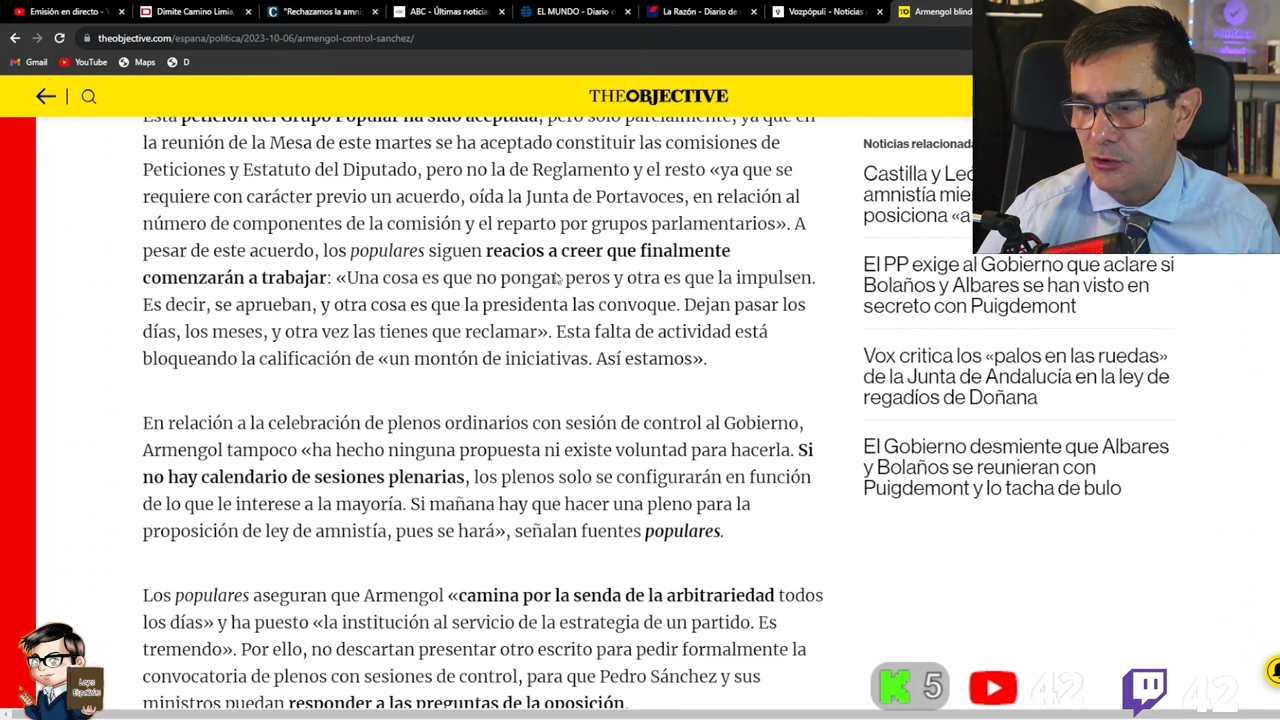 Emisión en directo
Dimite Camino Limia,
"Rechazamos la amni
ABC - Últimas noticia
EL MUNDO - Diario o
La Razón - Diario de
Vozpópuli - Noticias
Armengol blind
theobjective.com/espana/politica/2023-10-06/armengol-control-sanchez/
Gmail YouTube Maps D
THEOBJECTIVE
Esta petición del Grupo Popular ha sido aceptada, pero solo parcialmente, ya que en
la reunión de la Mesa de este martes se ha aceptado constituir las comisiones de
Peticiones y Estatuto del Diputado, pero no la de Reglamento y el resto «ya que se
requiere con carácter previo un acuerdo, oída la Junta de Portavoces, en relación al
número de componentes de la comisión y el reparto por grupos parlamentarios». A
pesar de este acuerdo, los populares siguen reacios a creer que finalmente
comenzarán a trabajar: «Una cosa es que no pongan peros y otra es que la impulsen.
Es decir, se aprueban, y otra cosa es que la presidenta las convoque. Dejan pasar los
días, los meses, y otra vez las tienes que reclamar». Esta falta de actividad está
bloqueando la calificación de «un montón de iniciativas. Así estamos».
En relación a la celebración de plenos ordinarios con sesión de control al Gobierno,
Armengol tampoco «ha hecho ninguna propuesta ni existe voluntad para hacerla. Si
no hay calendario de sesiones plenarias, los plenos solo se configurarán en función
de lo que le interese a la mayoría. Si mañana hay que hacer una pleno para la
proposición de ley de amnistía, pues se hará», señalan fuentes populares.
Los populares aseguran que Armengol «camina por la senda de la arbitrariedad todos
los días» y ha puesto «la institución al servicio de la estrategia de un partido. Es
tremendo». Por ello, no descartan presentar otro escrito para pedir formalmente la
convocatoria de plenos con sesiones de control, para que Pedro Sánchez y sus
ministros puedan responder a las preguntas de la oposición.
Noticias relacionada
Castilla y Leó
amnistía mie
posiciona «a
El PP exige al Gobierno que aclare si
Bolaños y Albares se han visto en
secreto con Puigdemont
Vox critica los «palos en las ruedas»
de la Junta de Andalucía en la ley de
regadíos de Doñana
El Gobierno desmiente que Albares
y Bolaños se reunieran con
Puigdemont y lo tacha de bulo
K 5 42 42